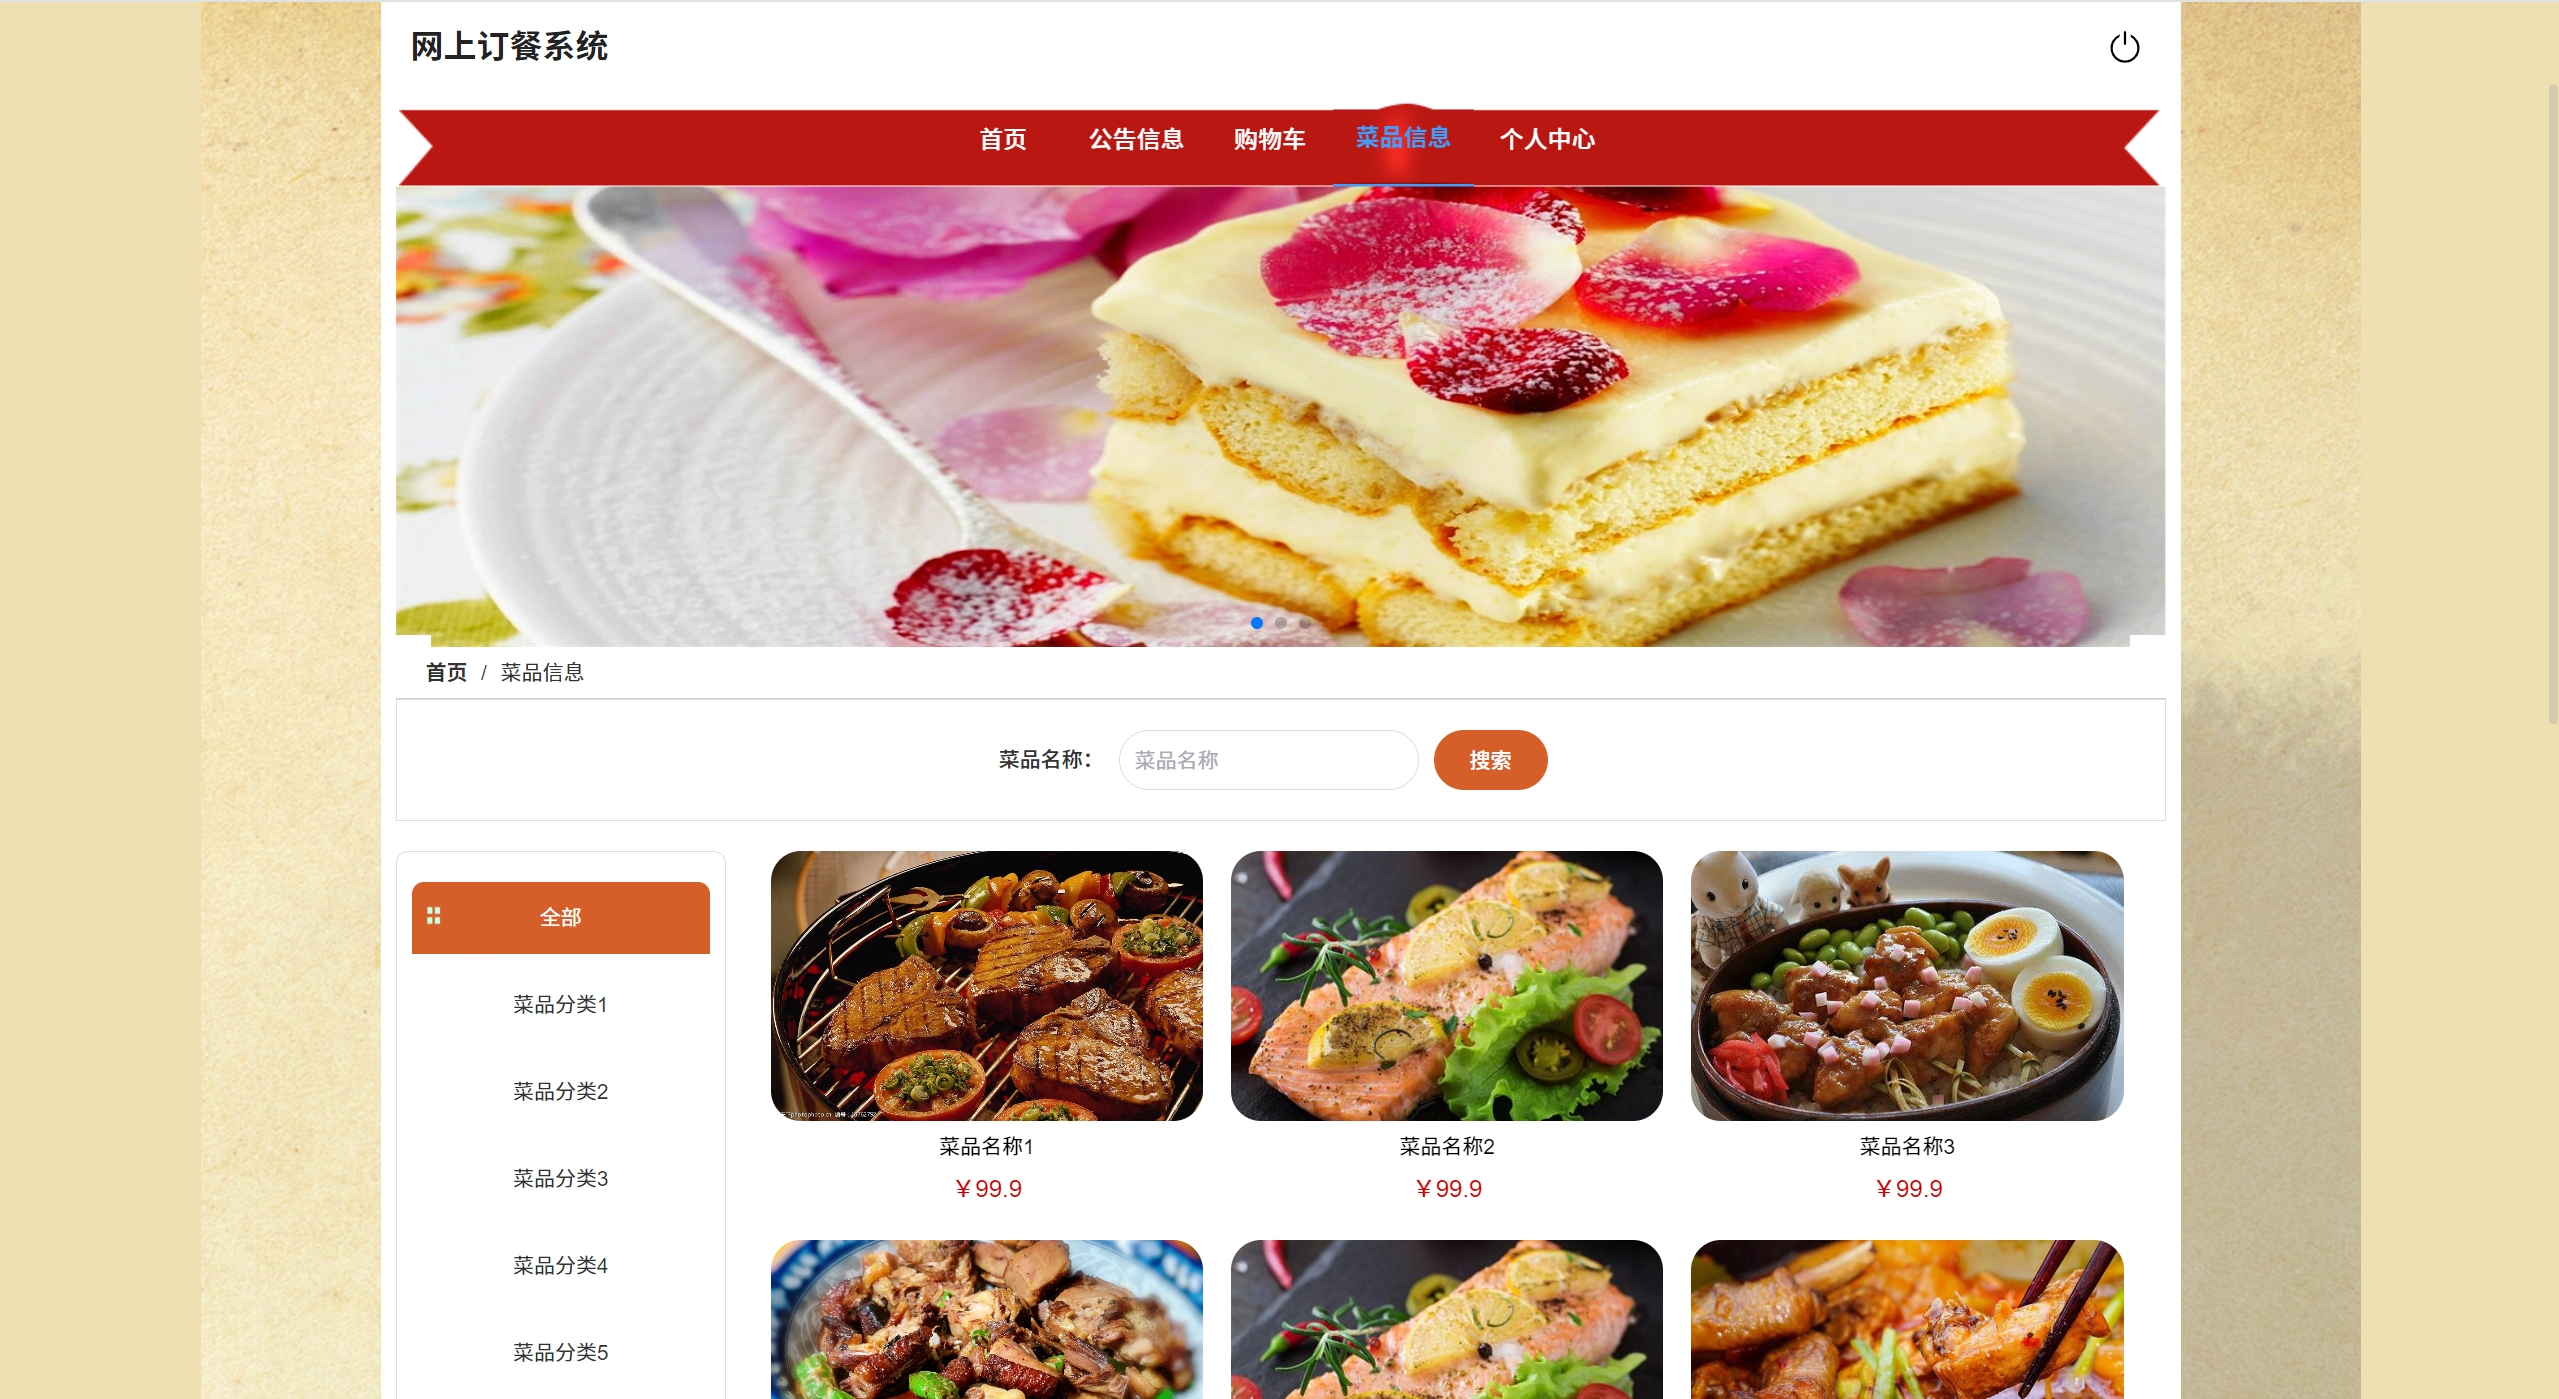 网上订餐系统
首页 公告信息 购物车 菜品信息 个人中心
首页 / 菜品信息
菜品名称： 菜品名称 搜索
全部
菜品分类1
菜品分类2
菜品分类3
菜品分类4
菜品分类5
菜品名称1
￥99.9
菜品名称2
￥99.9
菜品名称3
￥99.9